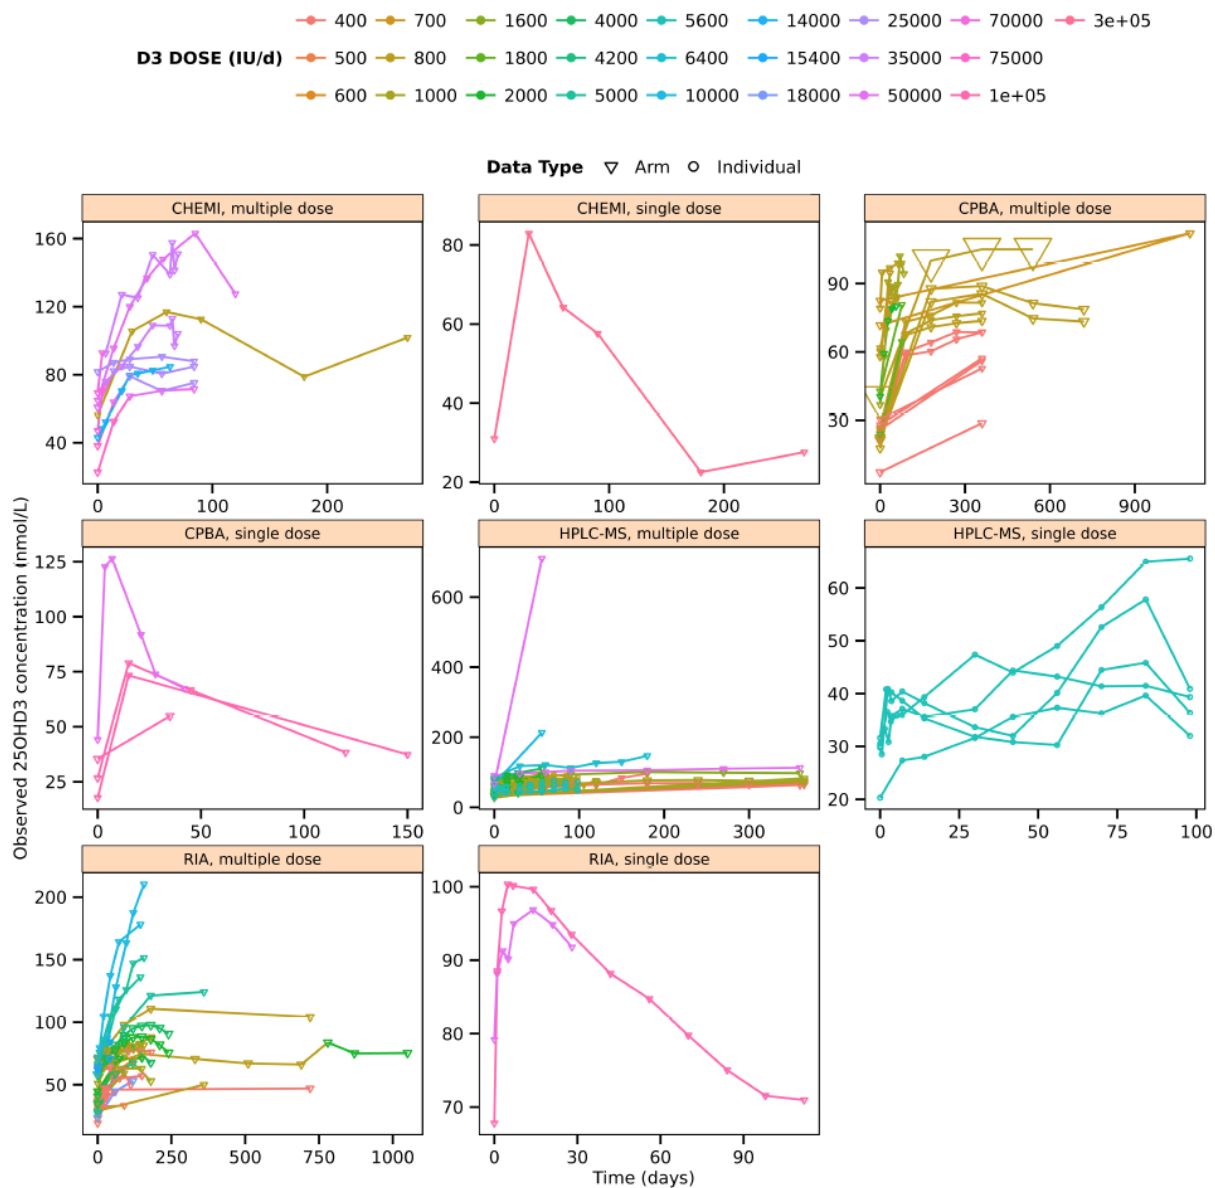 400 700 1600 4000 5600 14000 25000 70000 3e+05
D3 DOSE (IU/d) 500 800 1800 4200 6400 15400 35000 75000
600 1000 2000 5000 10000 18000 50000 1e+05
Data Type Arm Individual
CHEMI, multiple dose
160
120
80
40
0 100 200
CHEMI, single dose
80
60
40
20
0 100 200
CPBA, multiple dose
90
60
30
0 300 600 900
CPBA, single dose
125
100
75
50
25
0 50 100 150
HPLC-MS, multiple dose
600
400
200
0
0 100 200 300
HPLC-MS, single dose
60
50
40
30
20
0 25 50 75 100
RIA, multiple dose
200
150
100
50
0 250 500 750 1000
RIA, single dose
100
90
80
70
0 30 60 90
Observed 25OHD3 concentration (nmol/L)
Time (days)